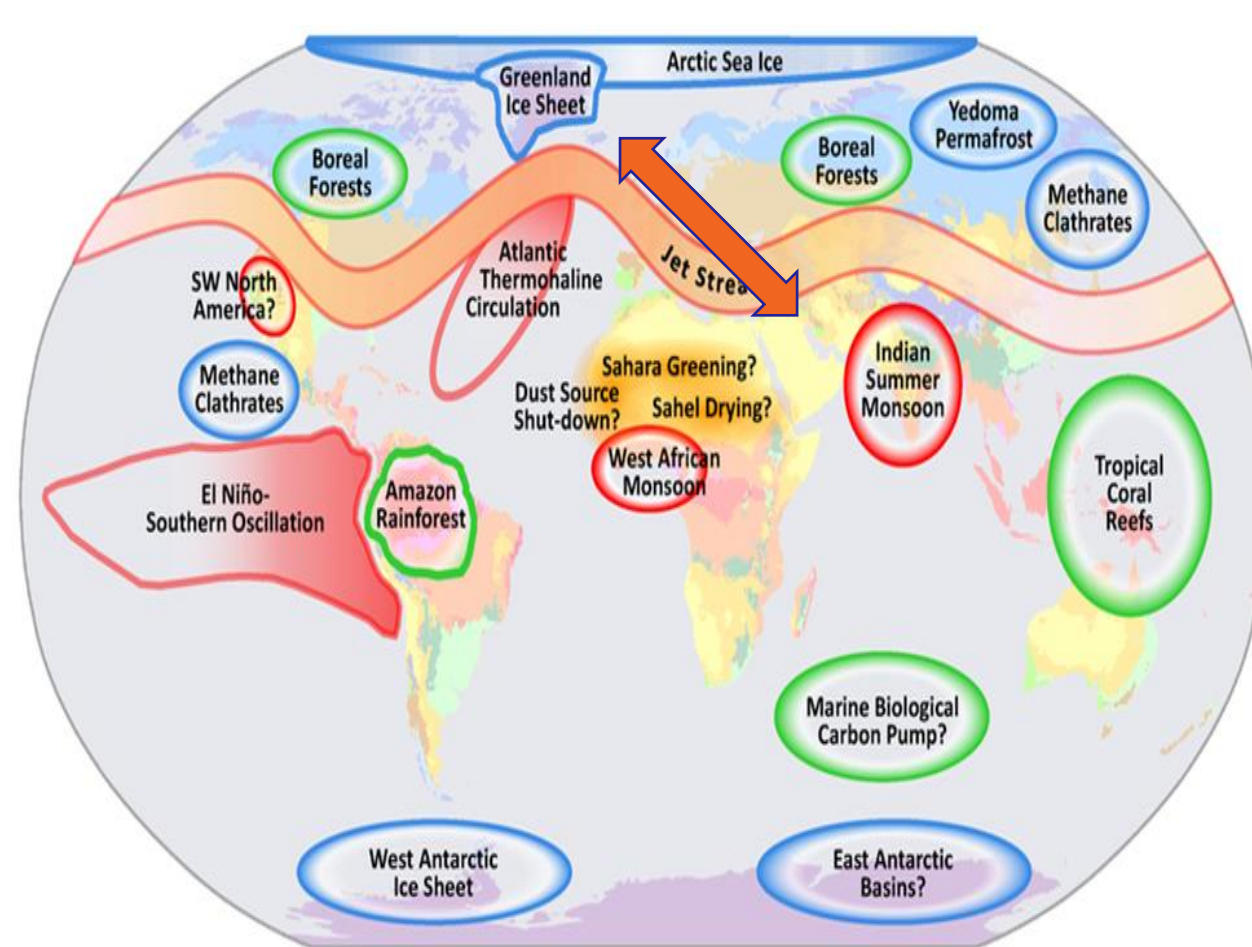 Arctic Sea Ice
Greenland
Ice Sheet
Yedoma
Permafrost
Boreal
Forests
Boreal
Forests
Methane
Clathrates
Atlantic
Thermohaline
Circulation
Jet Strea
SW North
America?
Methane
Clathrates
Sahara Greening?
Dust Source
Shut-down?
Sahel Drying?
Indian
Summer
Monsoon
West African
Monsoon
El Niño-
Southern Oscillation
Amazon
Rainforest
Tropical
Coral
Reefs
Marine Biological
Carbon Pump?
West Antarctic
Ice Sheet
East Antarctic
Basins?